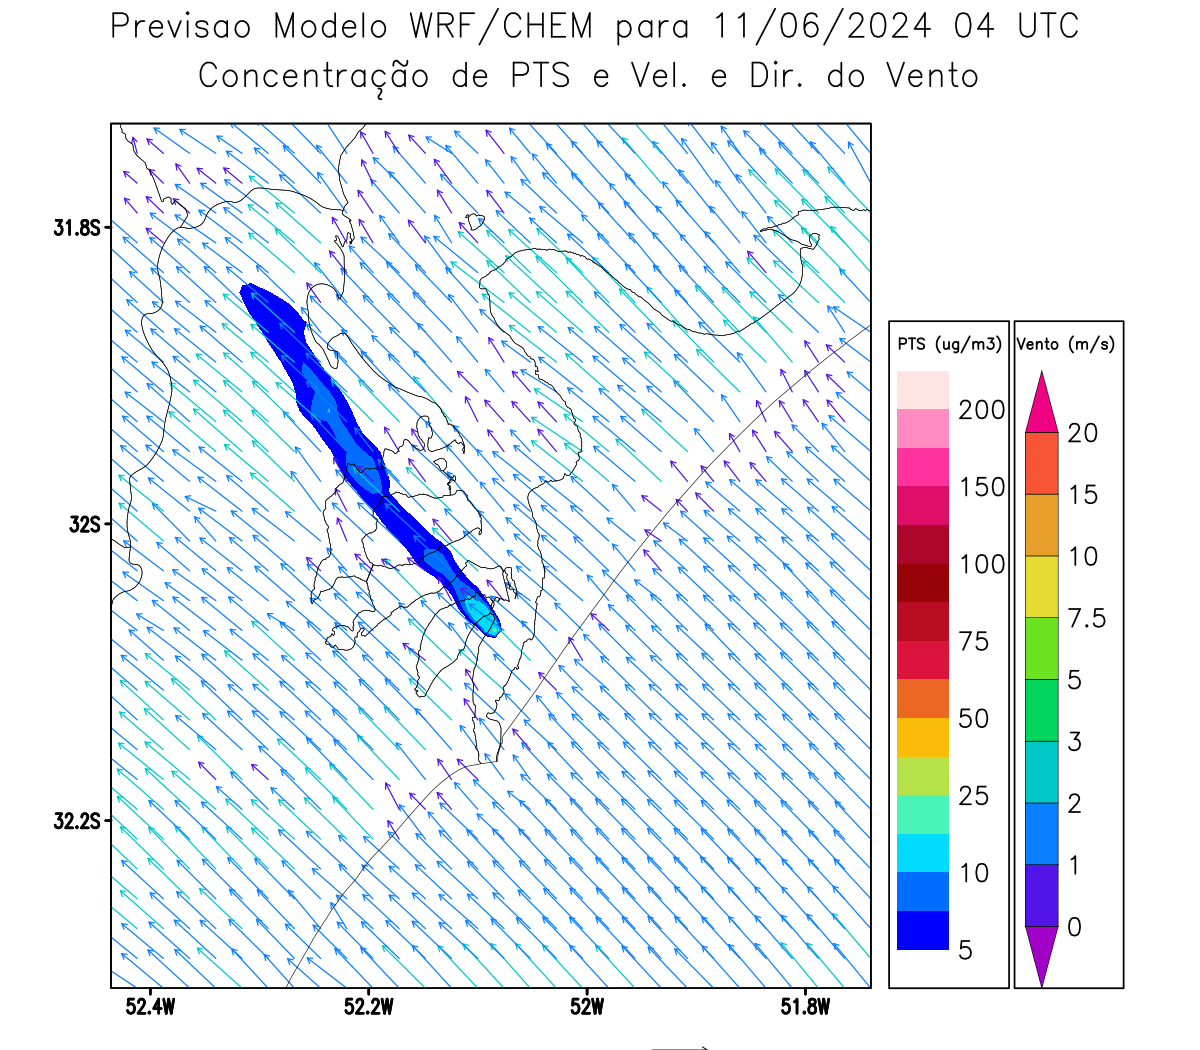 Previsao Modelo WRF/CHEM para 11/06/2024 04 UTC
Concentração de PTS e Vel. e Dir. do Vento
31.8S
32S
32.2S
52.4W 52.2W 52W 51.8W
PTS (ug/m3)
200
150
100
75
50
25
10
5
Vento (m/s)
20
15
10
7.5
5
3
2
1
0